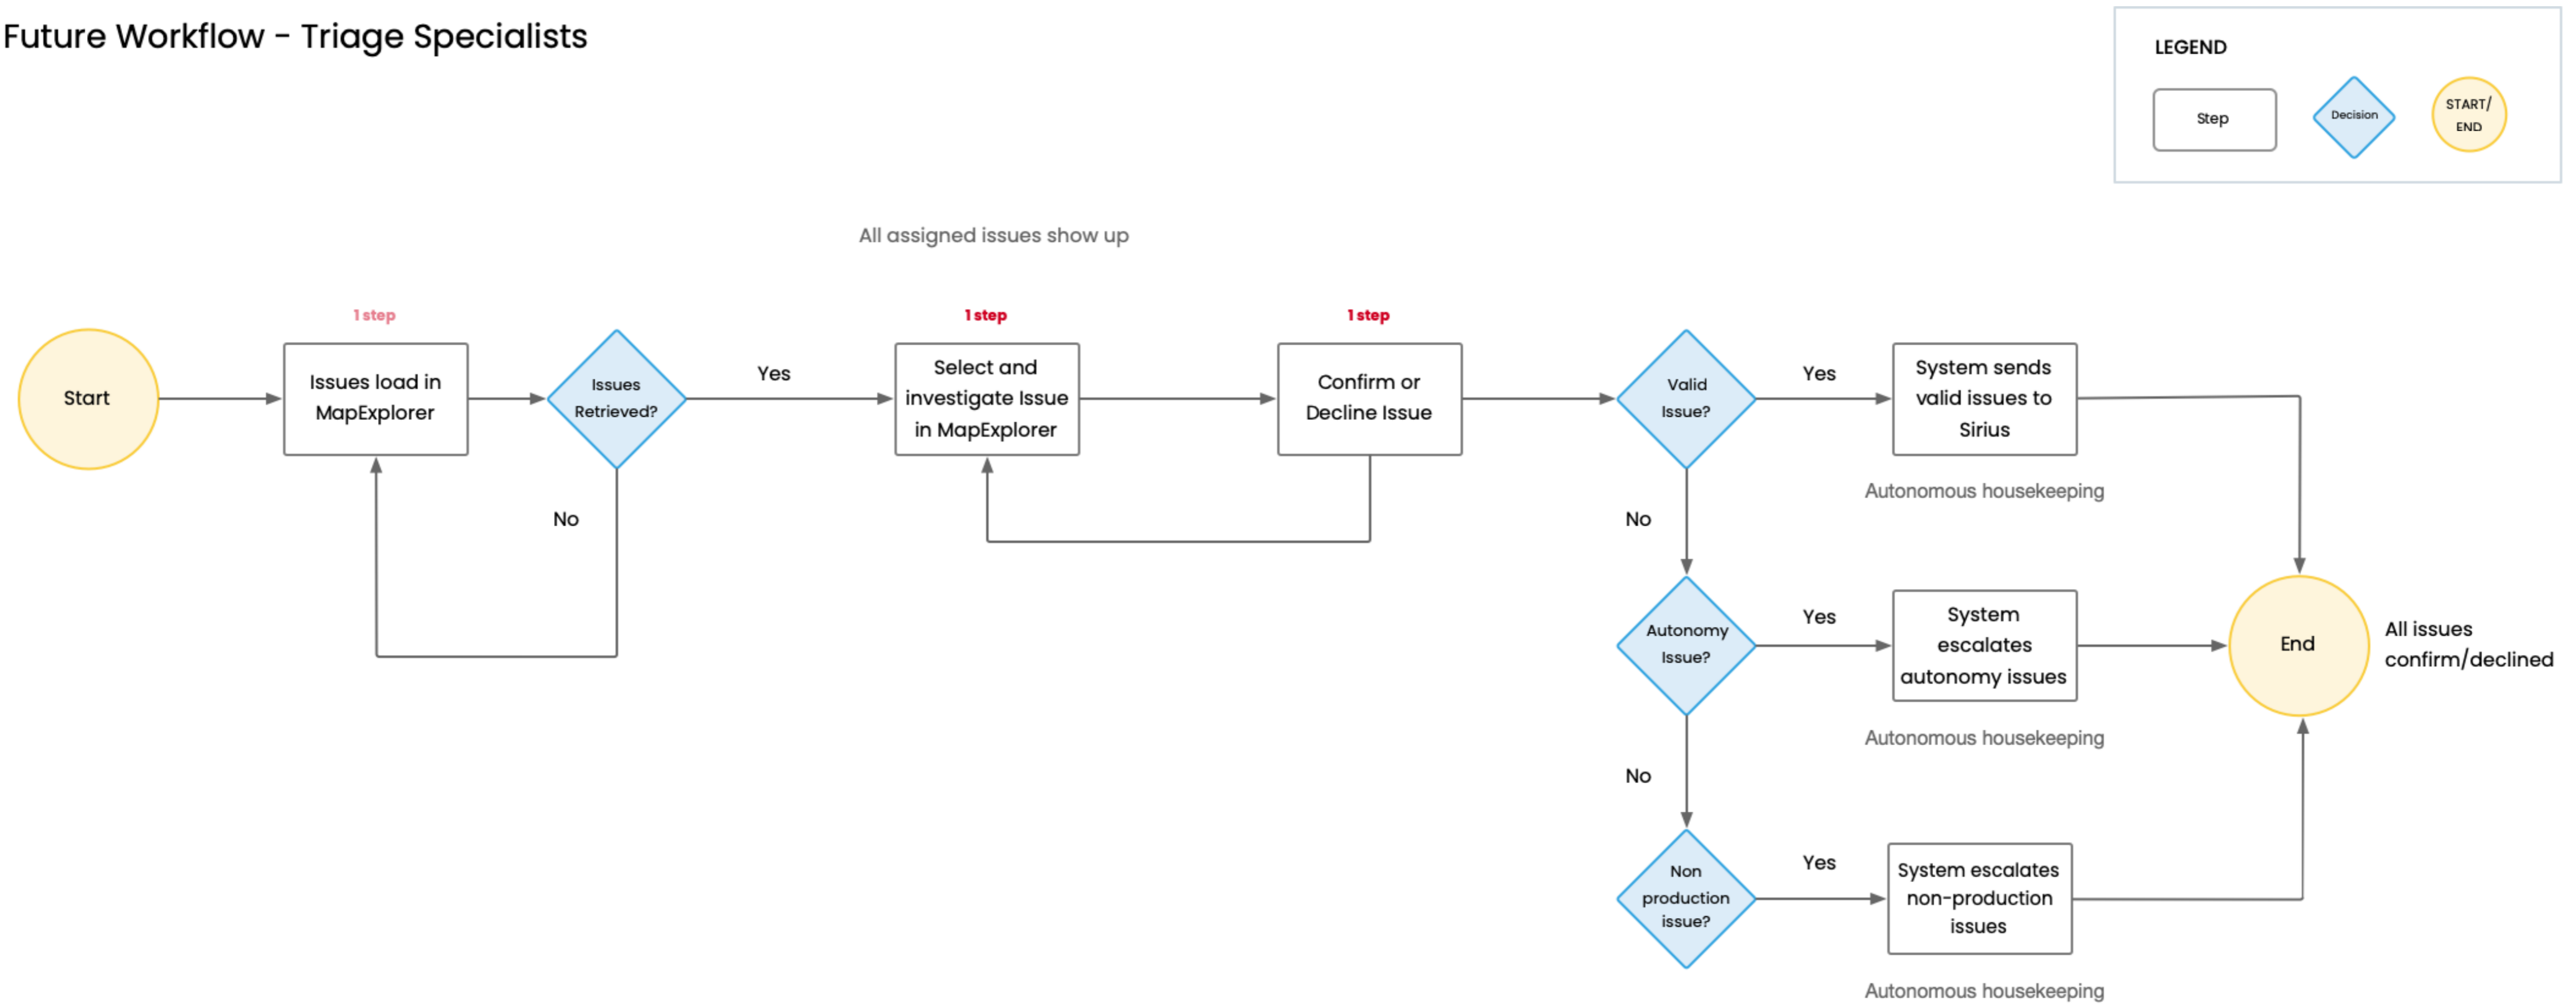 Future Workflow - Triage Specialists
LEGEND
Step
Decision
START/
END
All assigned issues show up
1 step
1 step
1 step
Start
Issues load in
MapExplorer
Issues
Retrieved?
Yes
Select and
investigate Issue
in MapExplorer
Confirm or
Decline Issue
Valid
Issue?
Yes
System sends
valid issues to
Sirius
Autonomous housekeeping
No
No
Autonomy
Issue?
Yes
System
escalates
autonomy issues
End
All issues
confirm/declined
Autonomous housekeeping
No
Non
production
issue?
Yes
System escalates
non-production
issues
Autonomous housekeeping